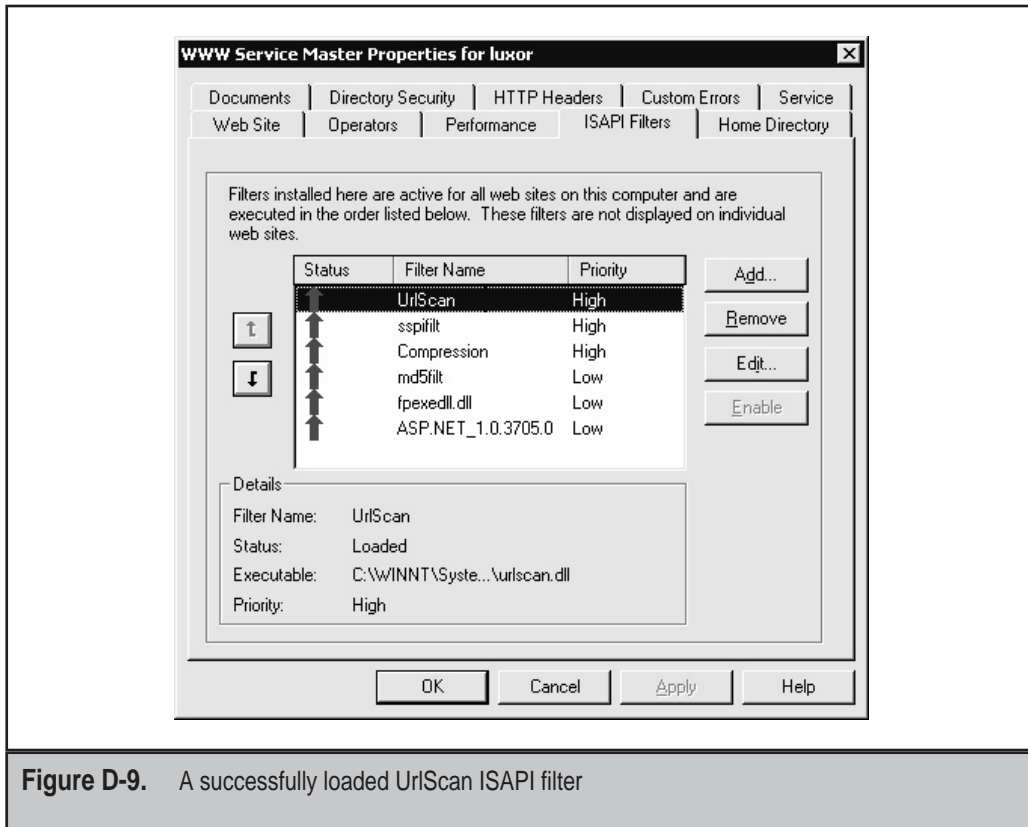 WWW Service Master Properties for luxor
Documents Directory Security HTTP Headers Custom Errors Service
Web Site Operators Performance ISAPI Filters Home Directory
Filters installed here are active for all web sites on this computer and are
executed in the order listed below. These filters are not displayed on individual
web sites.
Status Filter Name Priority
UrlScan High
sspifilt High
Compression High
md5filt Low
fpexedll.dll Low
ASP.NET_1.0.3705.0 Low
Add...
Remove
Edit...
Enable
Details
Filter Name: UrlScan
Status: Loaded
Executable: C:\WINNT\Syste...\urlscan.dll
Priority: High
OK Cancel Apply Help
Figure D-9. A successfully loaded UrlScan ISAPI filter